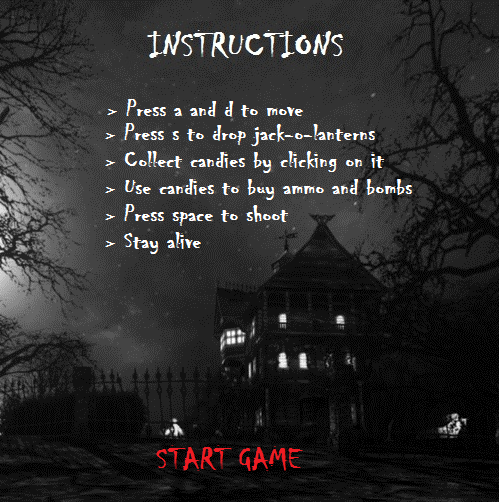 INSTRUCTIONS
> Press a and d to move
> Press s to drop jack-o-lanterns
> Collect candies by clicking on it
> Use candies to buy ammo and bombs
> Press space to shoot
> Stay alive
START GAME